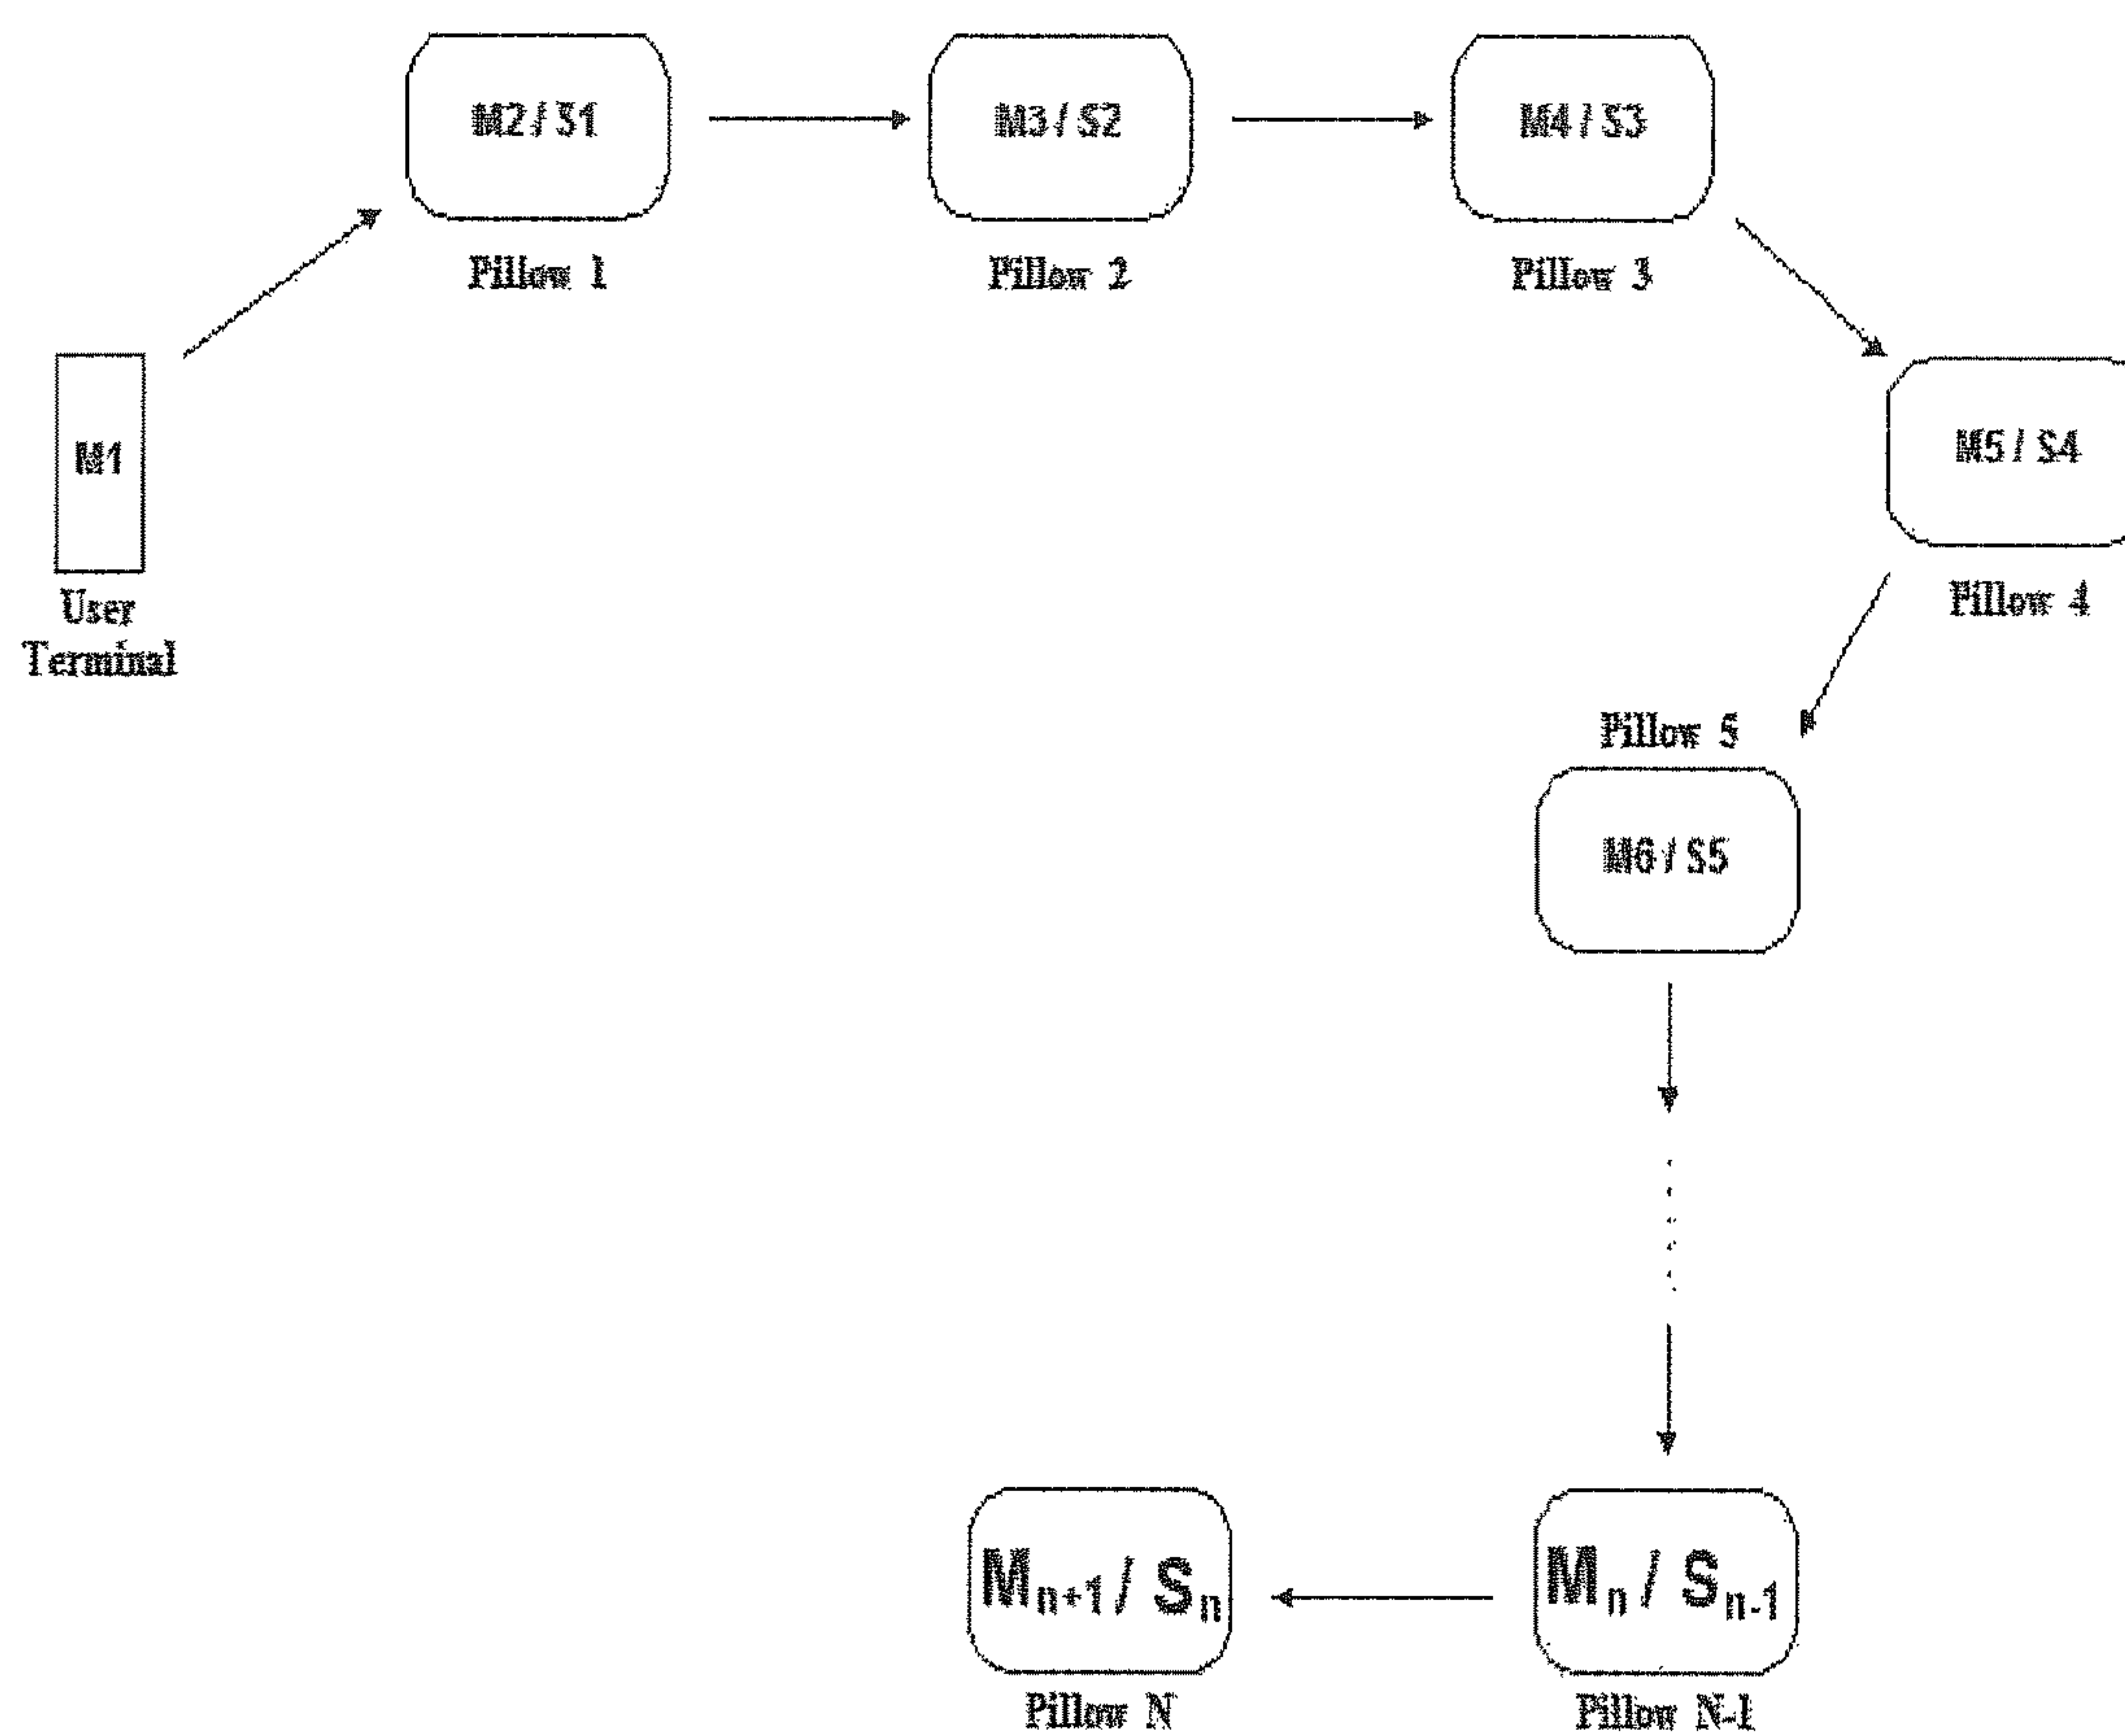 M2 / S1
Pillow 1
M3 / S2
Pillow 2
M4 / S3
Pillow 3
M1
User
Terminal
M5 / S4
Pillow 4
Pillow 5
M6 / S5
Mn+1 / Sn
Pillow N
Mn / Sn-1
Pillow N-1